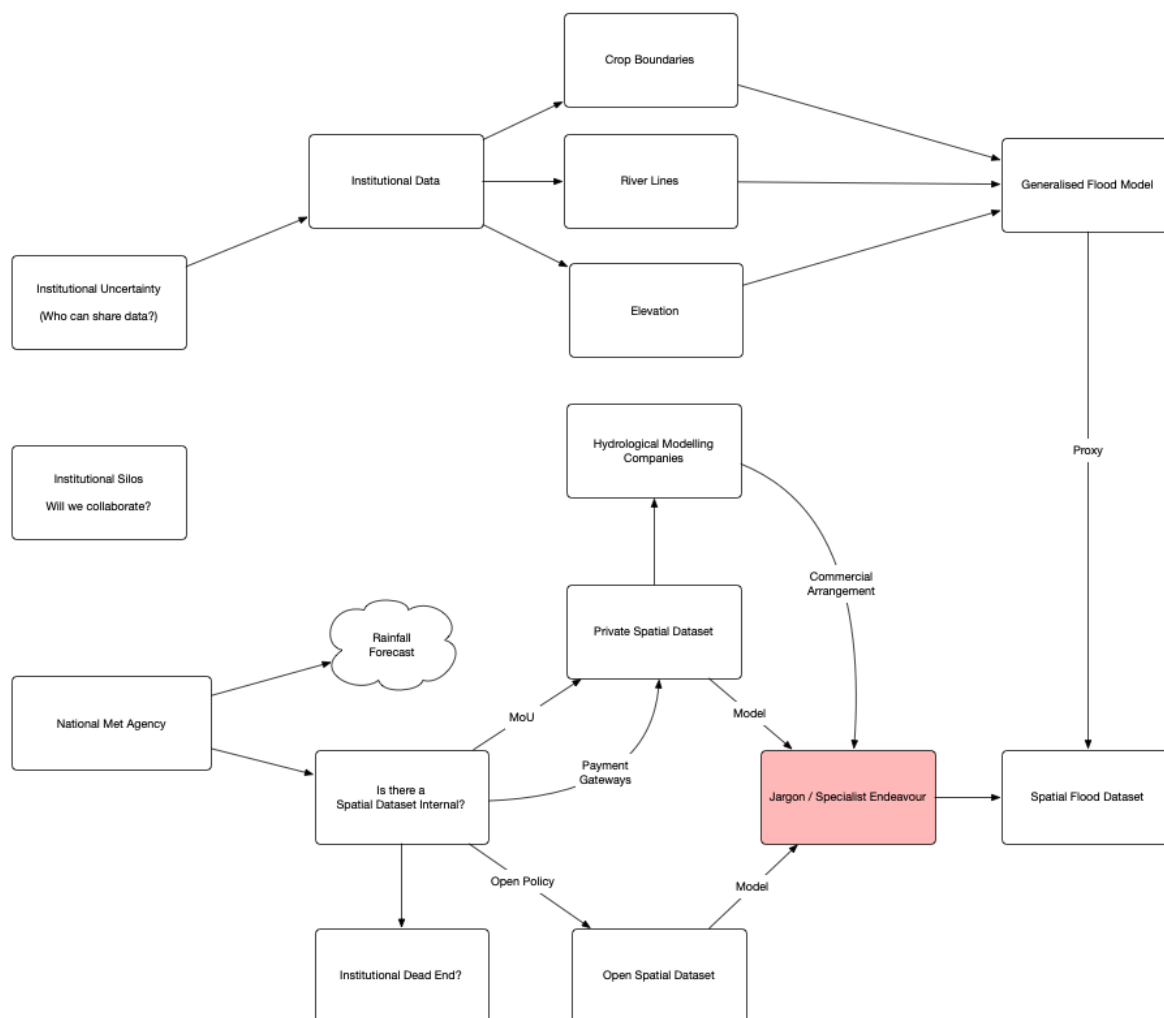 Crop Boundaries
Institutional Data
River Lines
Generalised Flood Model
Institutional Uncertainty
(Who can share data?)
Elevation
Hydrological Modelling
Companies
Proxy
Institutional Silos
Will we collaborate?
Commercial
Arrangement
Rainfall
Forecast
Private Spatial Dataset
National Met Agency
MoU
Model
Payment
Gateways
Is there a
Spatial Dataset Internal?
Jargon / Specialist Endeavour
Spatial Flood Dataset
Open Policy
Model
Institutional Dead End?
Open Spatial Dataset